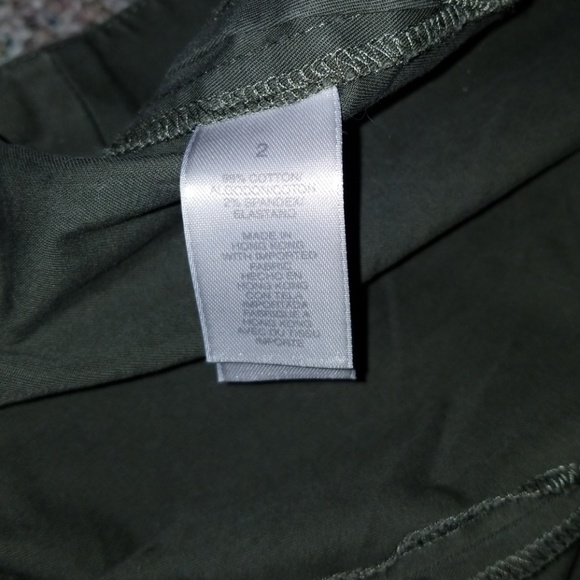 2
98% COTTON/
ALGODON/COTON
2% SPANDEX/
ELASTANO
MADE IN
HONG KONG
WITH IMPORTED
FABRIC
HECHO EN
HONG KONG
CON TELA
IMPORTADA
FABRIQUE A
HONG KONG
AVEC DU TISSU
IMPORTE